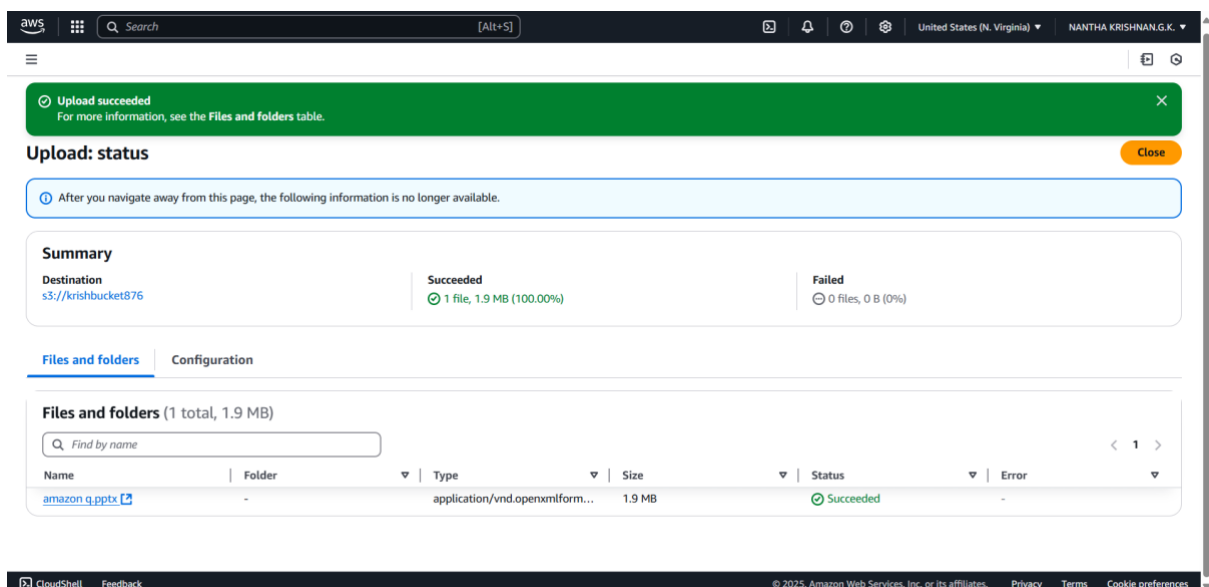 aws Search [Alt+S] United States (N. Virginia) NANTHA KRISHNAN.G.K.
Upload succeeded
For more information, see the Files and folders table.
Upload: status Close
After you navigate away from this page, the following information is no longer available.
Summary
Destination Succeeded Failed
s3://krishbucket876 1 file, 1.9 MB (100.00%) 0 files, 0 B (0%)
Files and folders Configuration
Files and folders (1 total, 1.9 MB)
Find by name 1
Name Folder Type Size Status Error
amazon q.pptx - application/vnd.openxmlform... 1.9 MB Succeeded -
CloudShell Feedback © 2025, Amazon Web Services, Inc. or its affiliates. Privacy Terms Cookie preferences